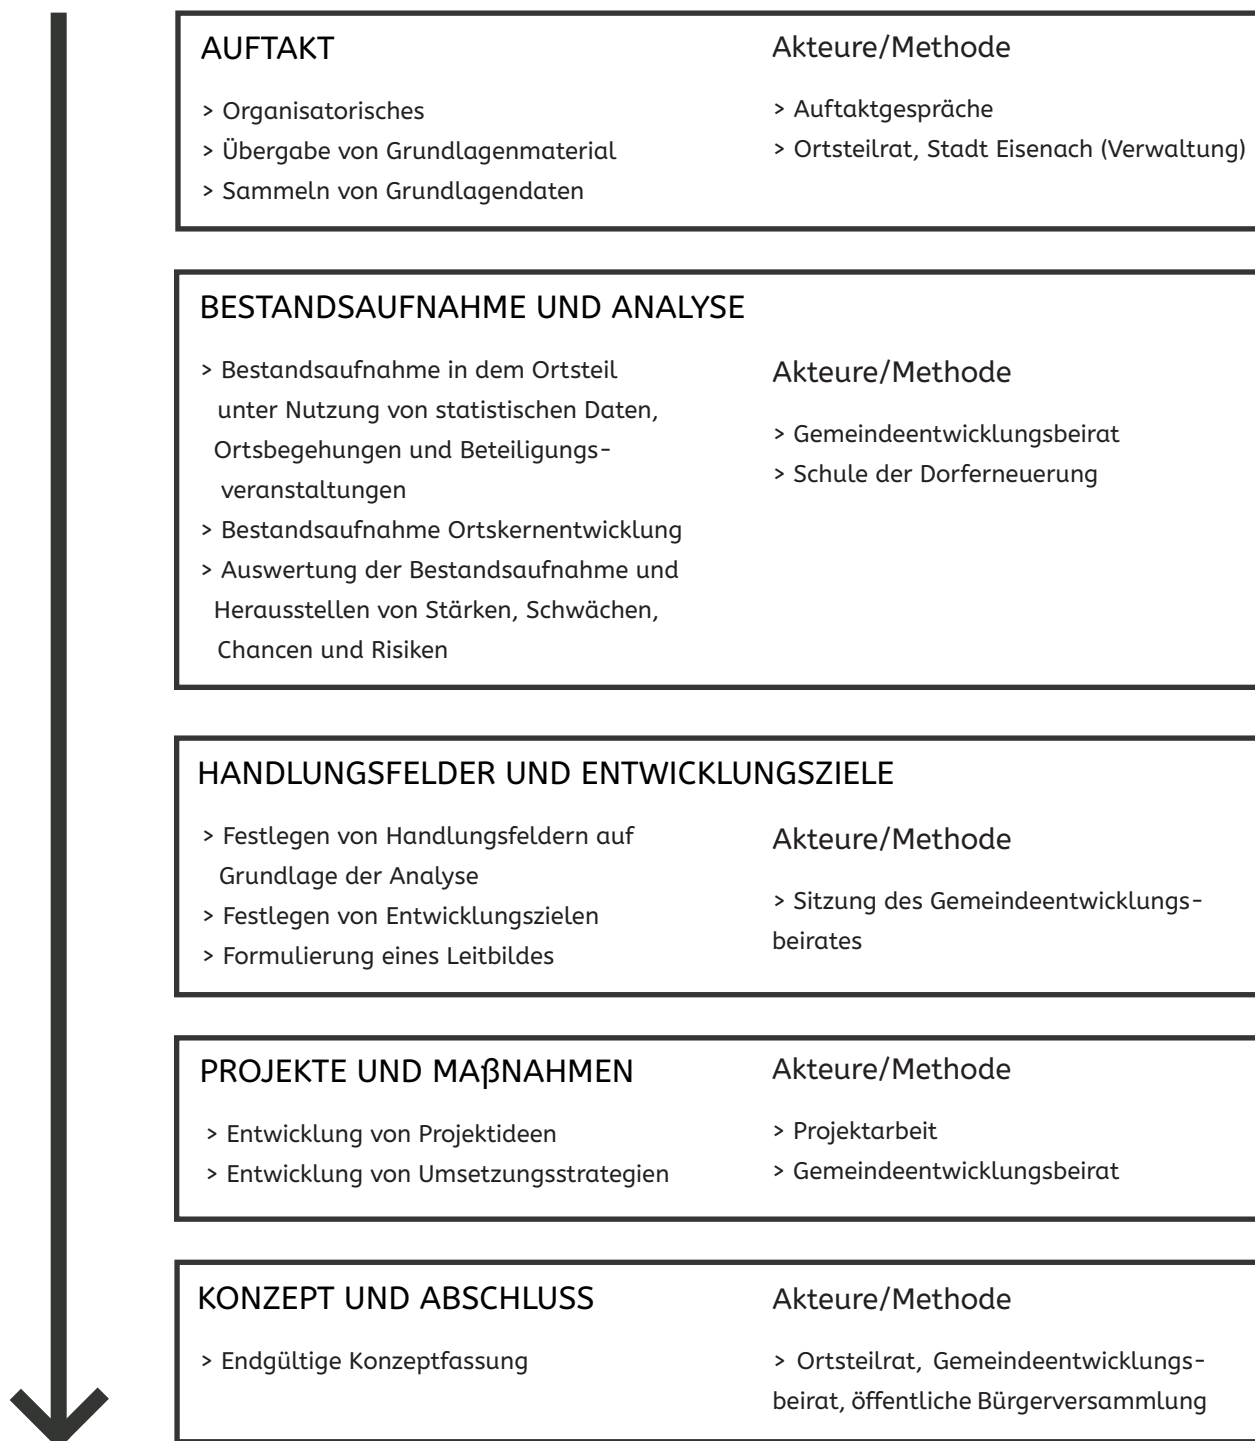 AUFTAKT
> Organisatorisches
> Übergabe von Grundlagenmaterial
> Sammeln von Grundlagendaten
Akteure/Methode
> Auftaktgespräche
> Ortsteilrat, Stadt Eisenach (Verwaltung)
BESTANDSAUFNAHME UND ANALYSE
> Bestandsaufnahme in dem Ortsteil
unter Nutzung von statistischen Daten,
Ortsbegehungen und Beteiligungs-
veranstaltungen
> Bestandsaufnahme Ortskernentwicklung
> Auswertung der Bestandsaufnahme und
Herausstellen von Stärken, Schwächen,
Chancen und Risiken
Akteure/Methode
> Gemeindeentwicklungsbeirat
> Schule der Dorferneuerung
HANDLUNGSFELDER UND ENTWICKLUNGSZIELE
> Festlegen von Handlungsfeldern auf
Grundlage der Analyse
> Festlegen von Entwicklungszielen
> Formulierung eines Leitbildes
Akteure/Methode
> Sitzung des Gemeindeentwicklungs-
beirates
PROJEKTE UND MAßNAHMEN
> Entwicklung von Projektideen
> Entwicklung von Umsetzungsstrategien
Akteure/Methode
> Projektarbeit
> Gemeindeentwicklungsbeirat
KONZEPT UND ABSCHLUSS
> Endgültige Konzeptfassung
Akteure/Methode
> Ortsteilrat, Gemeindeentwicklungs-
beirat, öffentliche Bürgerversammlung